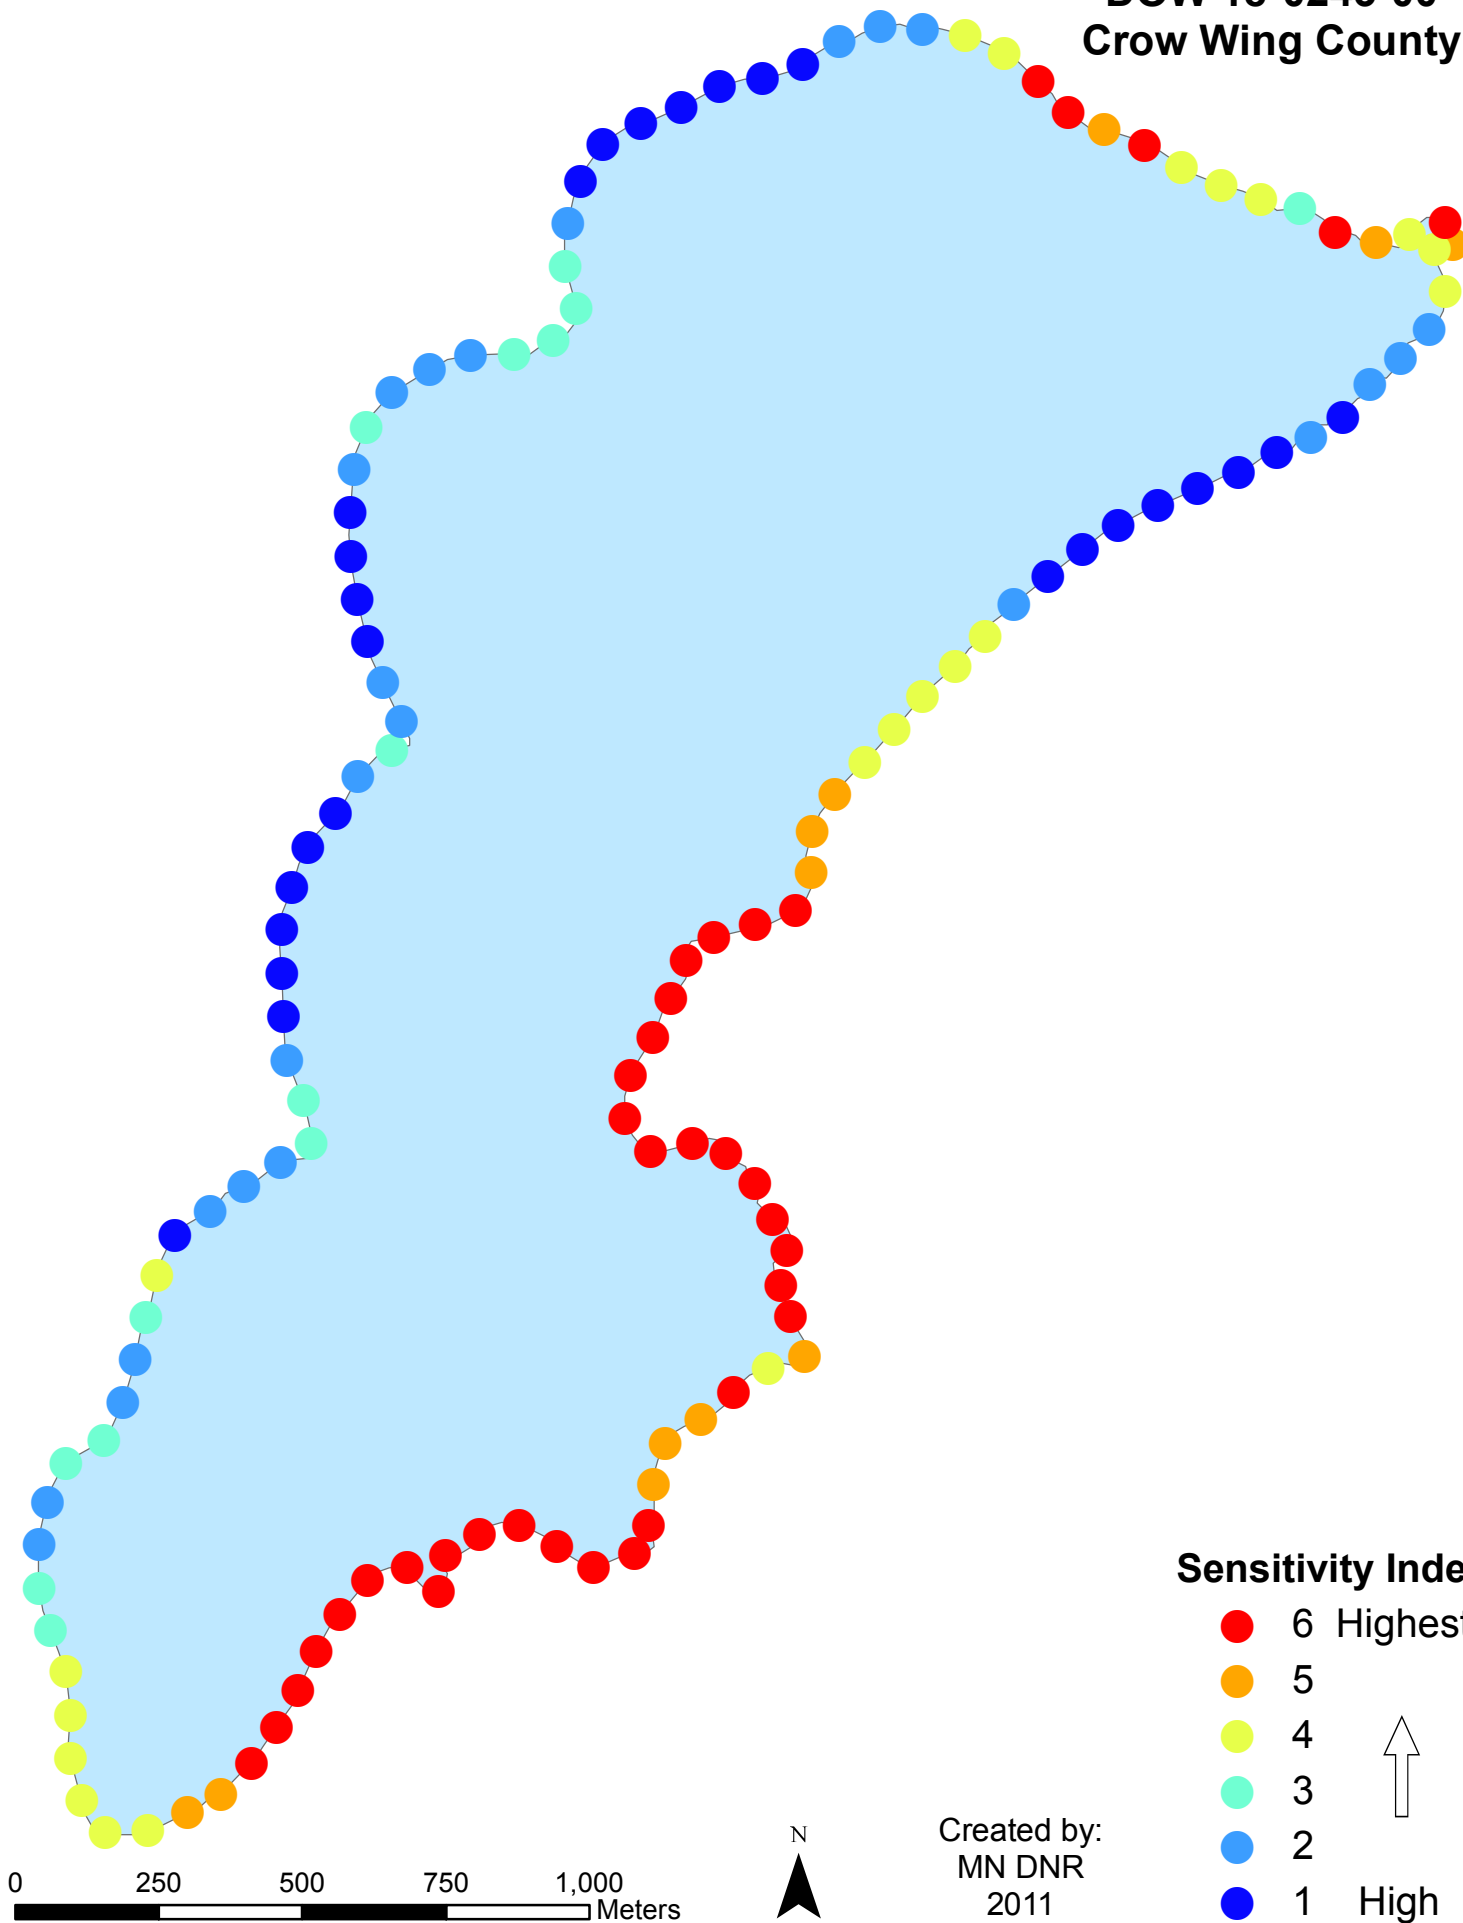 Crow Wing County
Sensitivity Inde
6 Highest
5
4
3
2
1 High
Created by:
MN DNR
2011
N
0 250 500 750 1,000
Meters